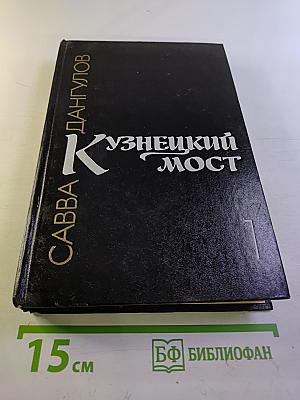 САВВА
ДАНГУЛОВ
КУЗНЕЦКИЙ
МОСТ
1
15 см
БФ БИБЛИОФАН